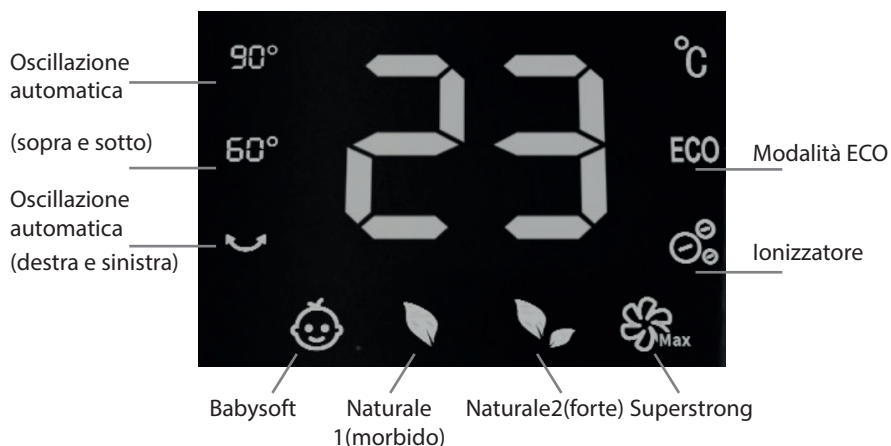 Oscillazione
automatica
(sopra e sotto)
Oscillazione
automatica
(destra e sinistra)
90°
60°
23
°C
ECO
Max
Modalità ECO
Ionizzatore
Babysoft
Naturale
1(morbido)
Naturale2(forte)
Superstrong